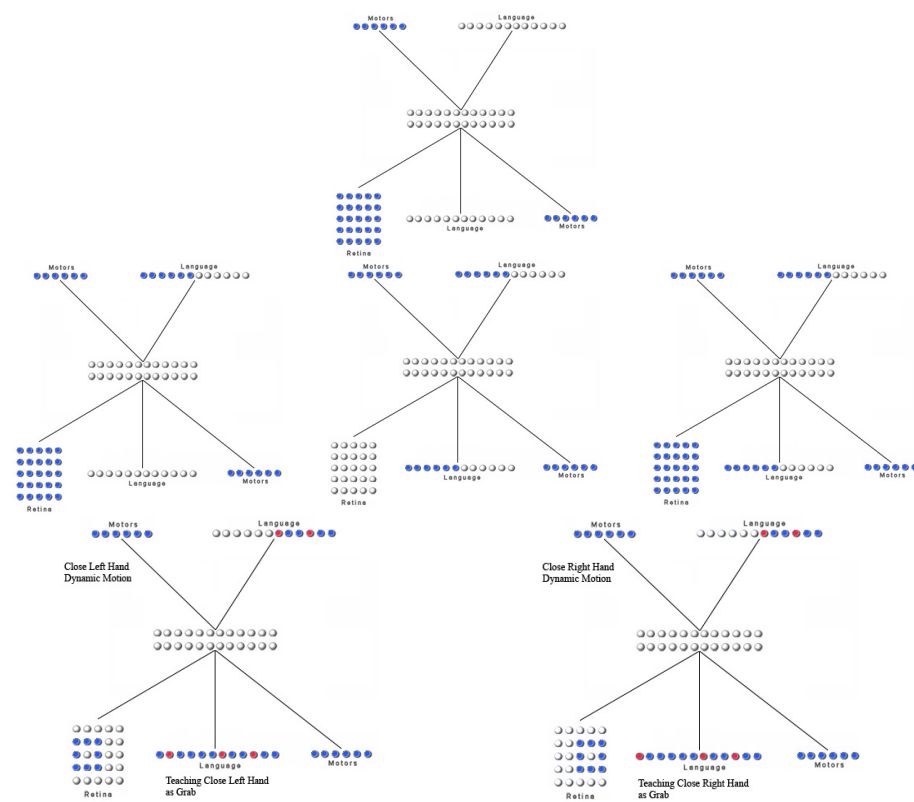 Motors
Language
Retina
Language
Motors
Motors
Language
Retina
Language
Motors
Motors
Language
Retina
Language
Motors
Motors
Language
Retina
Language
Motors
Motors
Language
Close Left Hand
Dynamic Motion
Retina
Language
Motors
Teaching Close Left Hand
as Grab
Motors
Language
Close Right Hand
Dynamic Motion
Retina
Language
Motors
Teaching Close Right Hand
as Grab